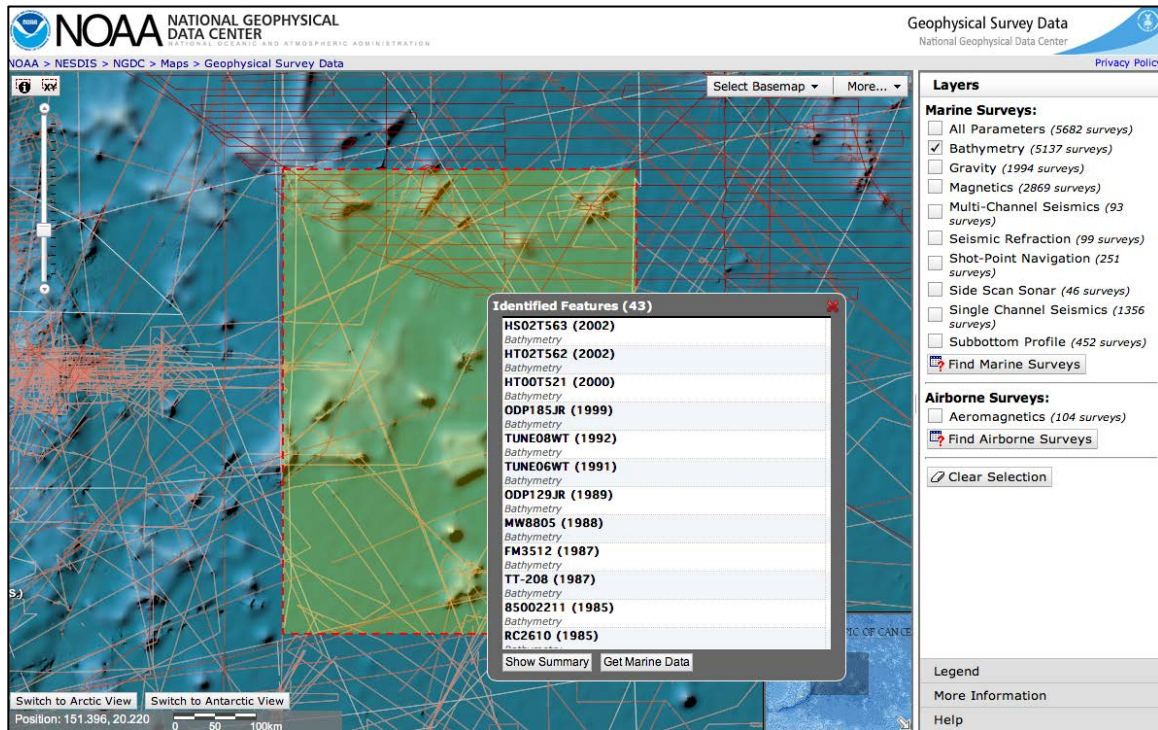 NOAA NATIONAL GEOPHYSICAL
DATA CENTER
NATIONAL OCEANIC AND ATMOSPHERIC ADMINISTRATION
Geophysical Survey Data
National Geophysical Data Center
NOAA > NESDIS > NGDC > Maps > Geophysical Survey Data
Privacy Policy
XY
Select Basemap
More...
Identified Features (43)
HS02T563 (2002)
Bathymetry
HT02T562 (2002)
Bathymetry
HT00T521 (2000)
Bathymetry
ODP185JR (1999)
Bathymetry
TUNE08WT (1992)
Bathymetry
TUNE06WT (1991)
Bathymetry
ODP129JR (1989)
Bathymetry
MW8805 (1988)
Bathymetry
FM3512 (1987)
Bathymetry
TT-208 (1987)
Bathymetry
85002211 (1985)
Bathymetry
RC2610 (1985)
Bathymetry
Show Summary
Get Marine Data
S.)
OF CANCE
Switch to Arctic View
Switch to Antarctic View
Position: 151.396, 20.220
0 50 100km
Layers
Marine Surveys:
All Parameters (5682 surveys)
Bathymetry (5137 surveys)
Gravity (1994 surveys)
Magnetics (2869 surveys)
Multi-Channel Seismics (93
surveys)
Seismic Refraction (99 surveys)
Shot-Point Navigation (251
surveys)
Side Scan Sonar (46 surveys)
Single Channel Seismics (1356
surveys)
Subbottom Profile (452 surveys)
Find Marine Surveys
Airborne Surveys:
Aeromagnetics (104 surveys)
Find Airborne Surveys
Clear Selection
Legend
More Information
Help